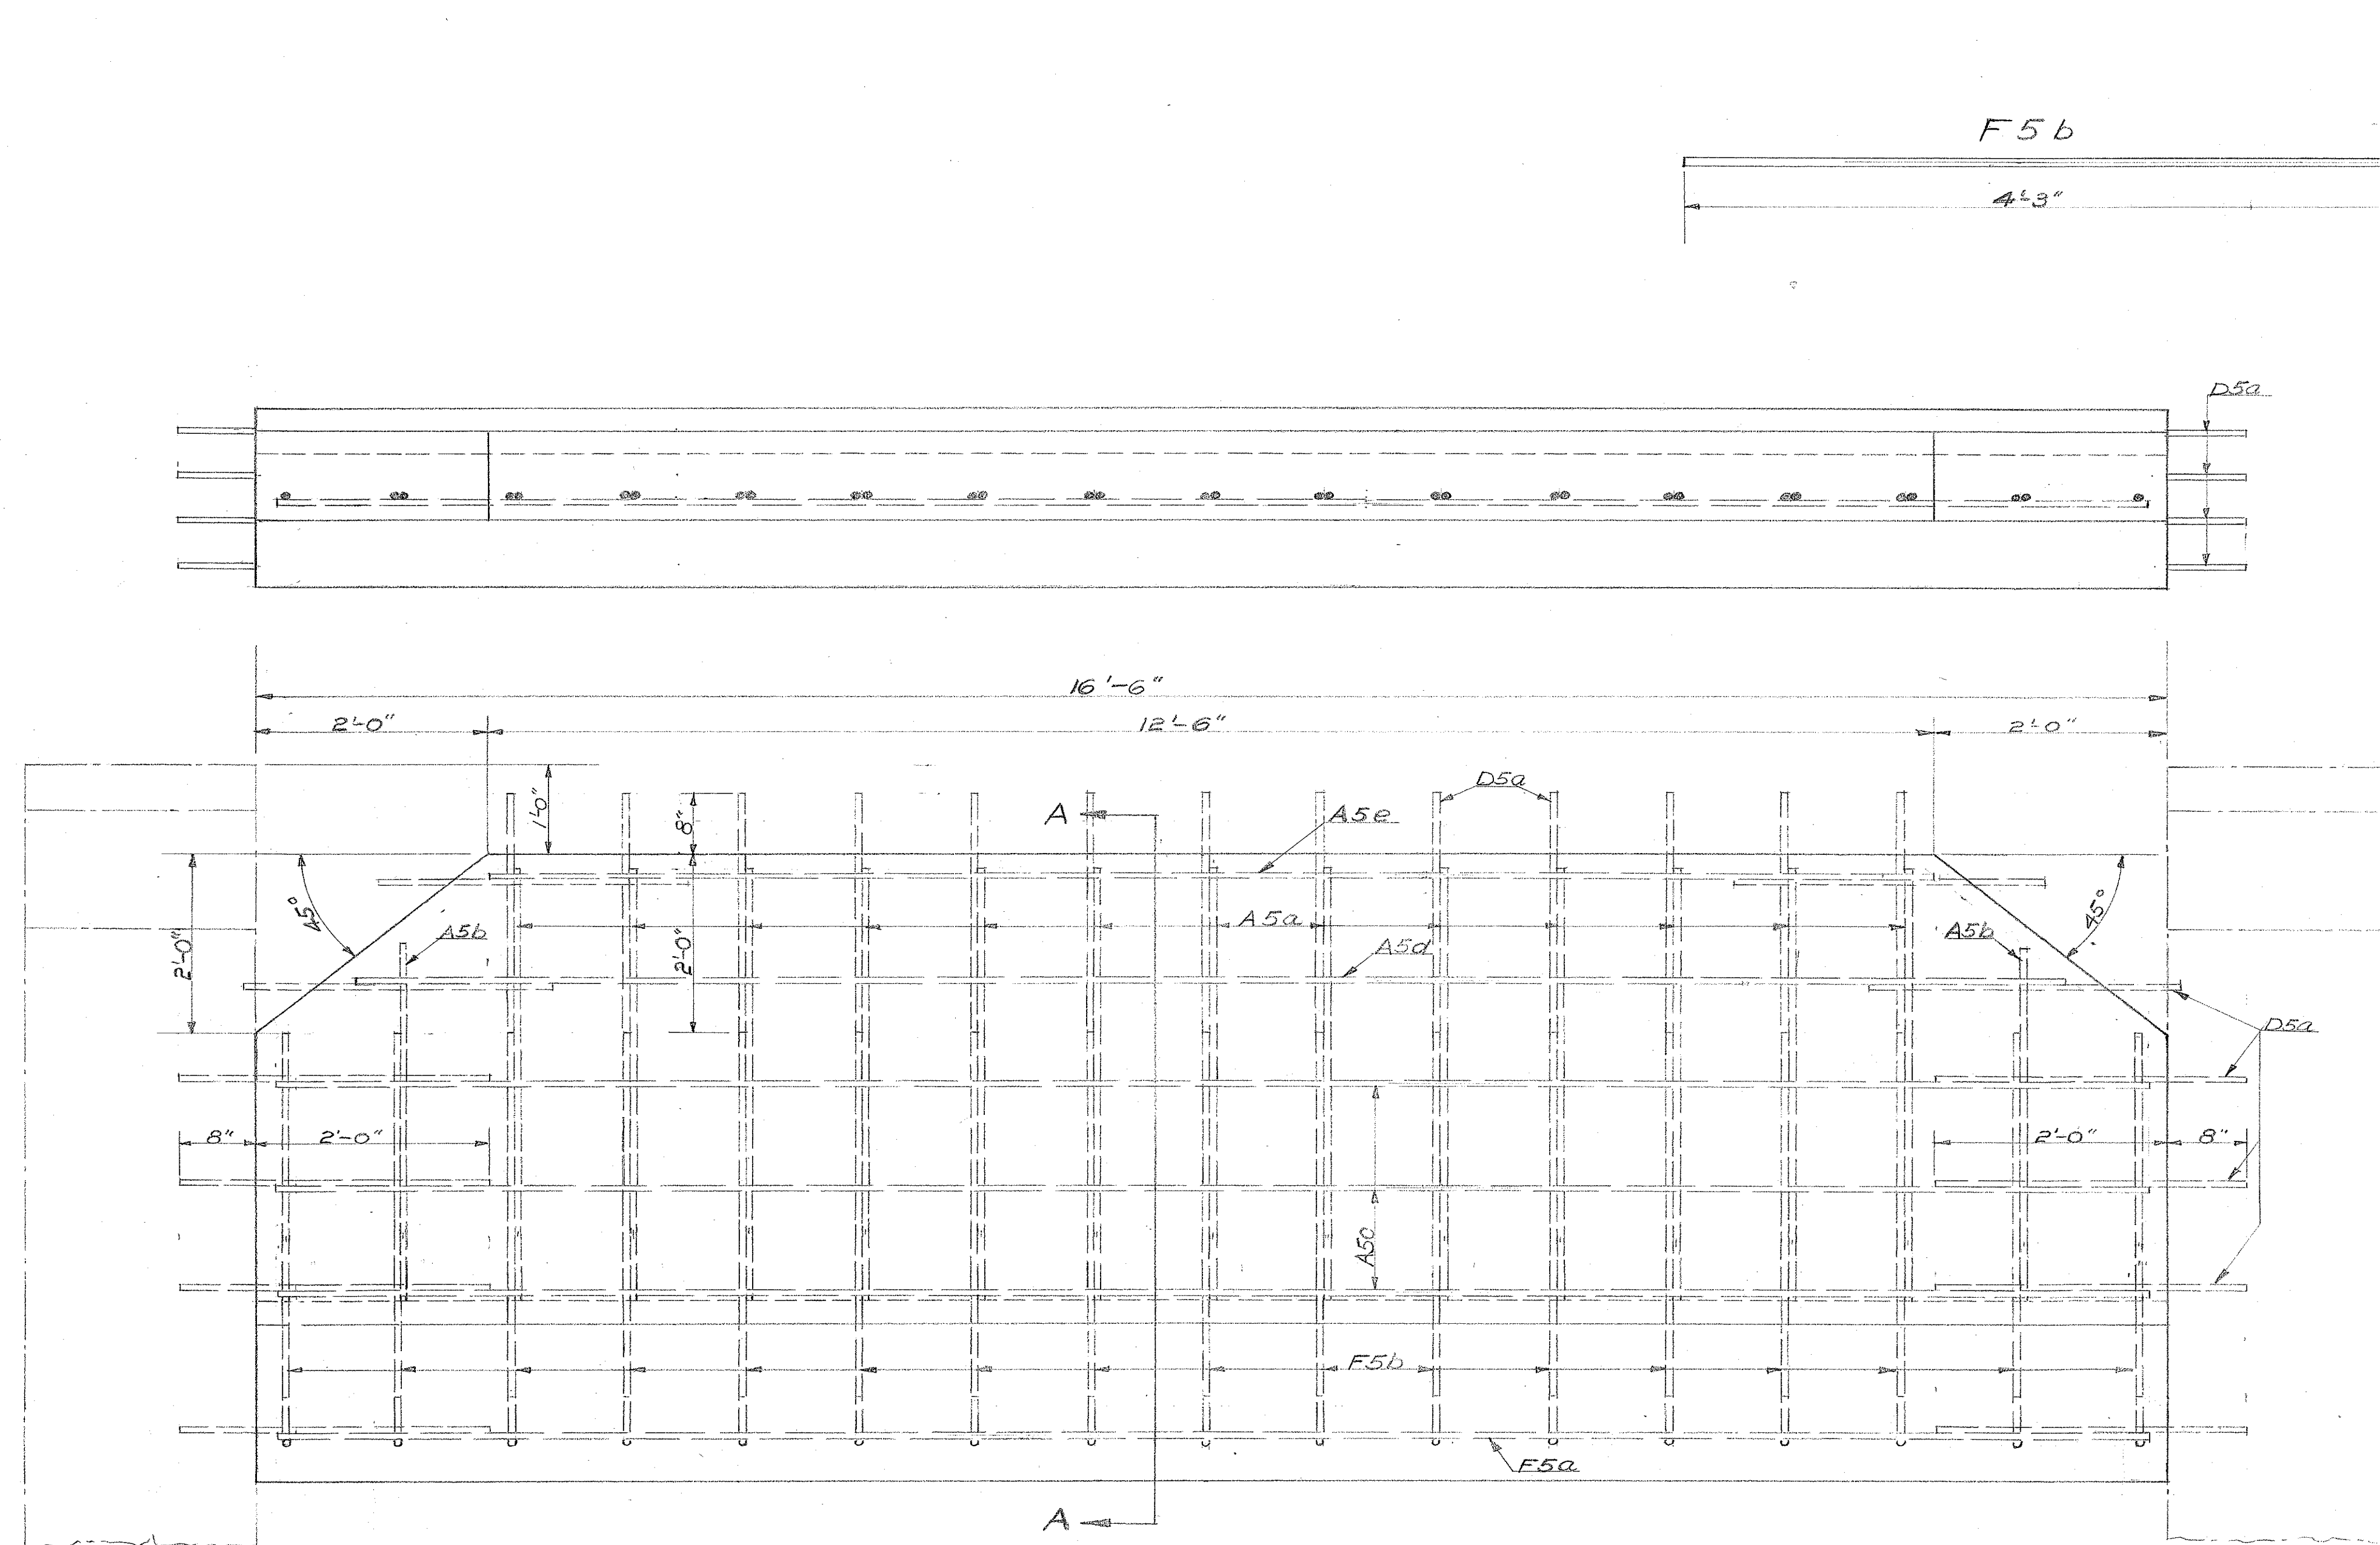 F5b
4'-3"
D5a
16'-6"
2'-0" 12'-6" 2'-0"
D5a
1'-0" 8" A A5e
45° 45°
A5a
A5b 2'-0" 2'-0" A5d A5b
D5a
8" 2'-0" 2'-0" 8"
A50
F5b
F5a
A